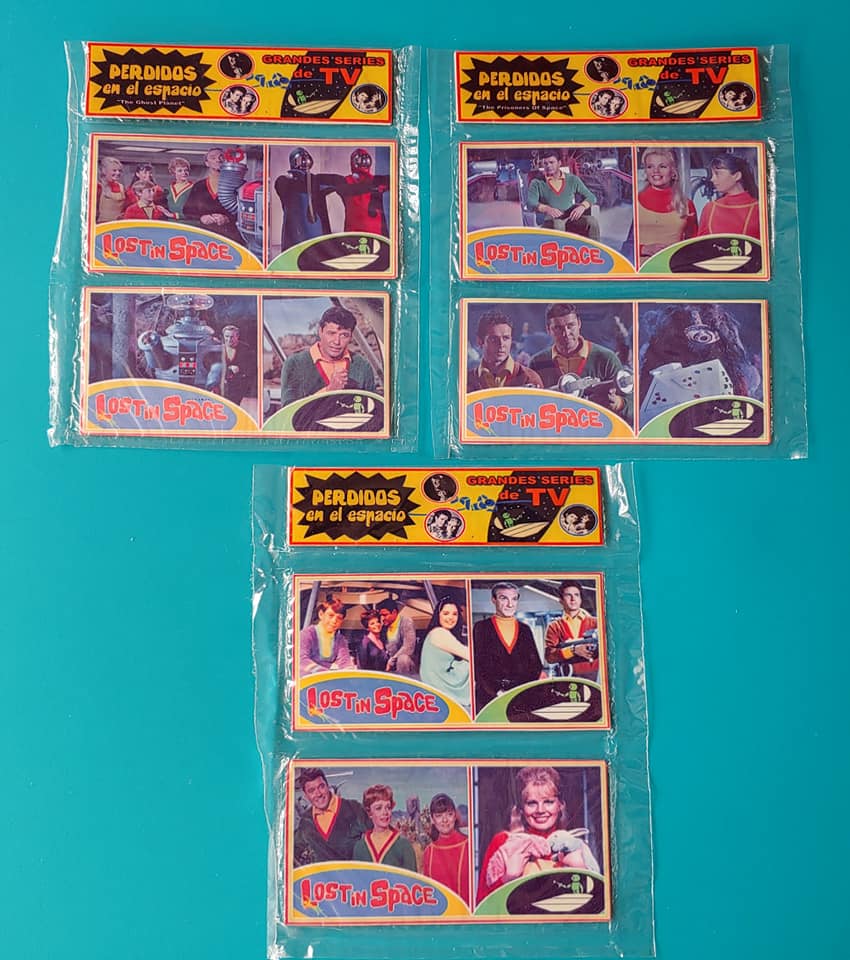 PERDIDOS
en el espacio
"The Ghost Planet"
GRANDES SERIES
de TV
LOST IN SPACE
LOST IN SPACE
PERDIDOS
en el espacio
"The Prisoners Of Space"
GRANDES SERIES
de TV
LOST IN SPACE
LOST IN SPACE
PERDIDOS
en el espacio
GRANDES SERIES
de TV
LOST IN SPACE
LOST IN SPACE